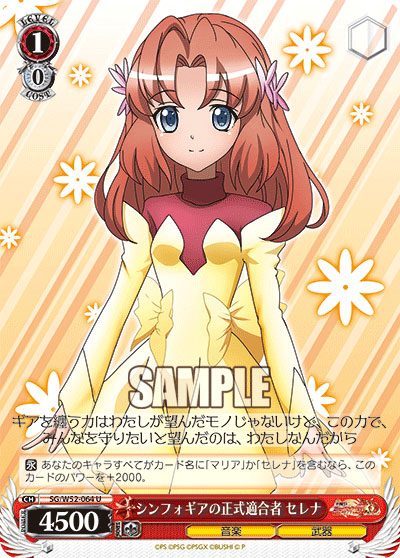 LEVEL
1
0
COST
SAMPLE
ギアを纏う力はわたしが望んだモノじゃないけど、この力で、
みんなを守りたいと望んだのは、わたしなんだから
永 あなたのキャラすべてがカード名に「マリア」か「セレナ」を含むなら、このカードのパワーを+2000。
CH SG/W52-064 U
シンフォギアの正式適合者 セレナ
4500
音楽
武器
©PS ©PSG ©PSGX ©BUSHI ©P